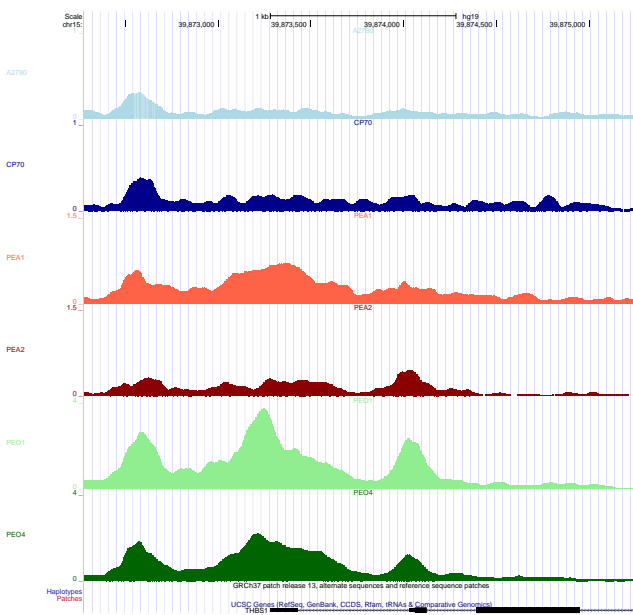 Scale 1 kb hg19
chr15: 39,873,000 39,873,500 39,874,000 39,874,500 39,875,000
A2780
1 _
A2780
0 _
CP70
1 _
CP70
0 _
PEA1
1.5 _
PEA1
0 _
PEA2
1.5 _
PEA2
0 _
PEO1
4 _
PEO1
0 _
PEO4
4 _
PEO4
0 _
GRCh37 patch release 13, alternate sequences and reference sequence patches
Haplotypes
Patches
UCSC Genes (RefSeq, GenBank, CCDS, Rfam, tRNAs & Comparative Genomics)
THBS1